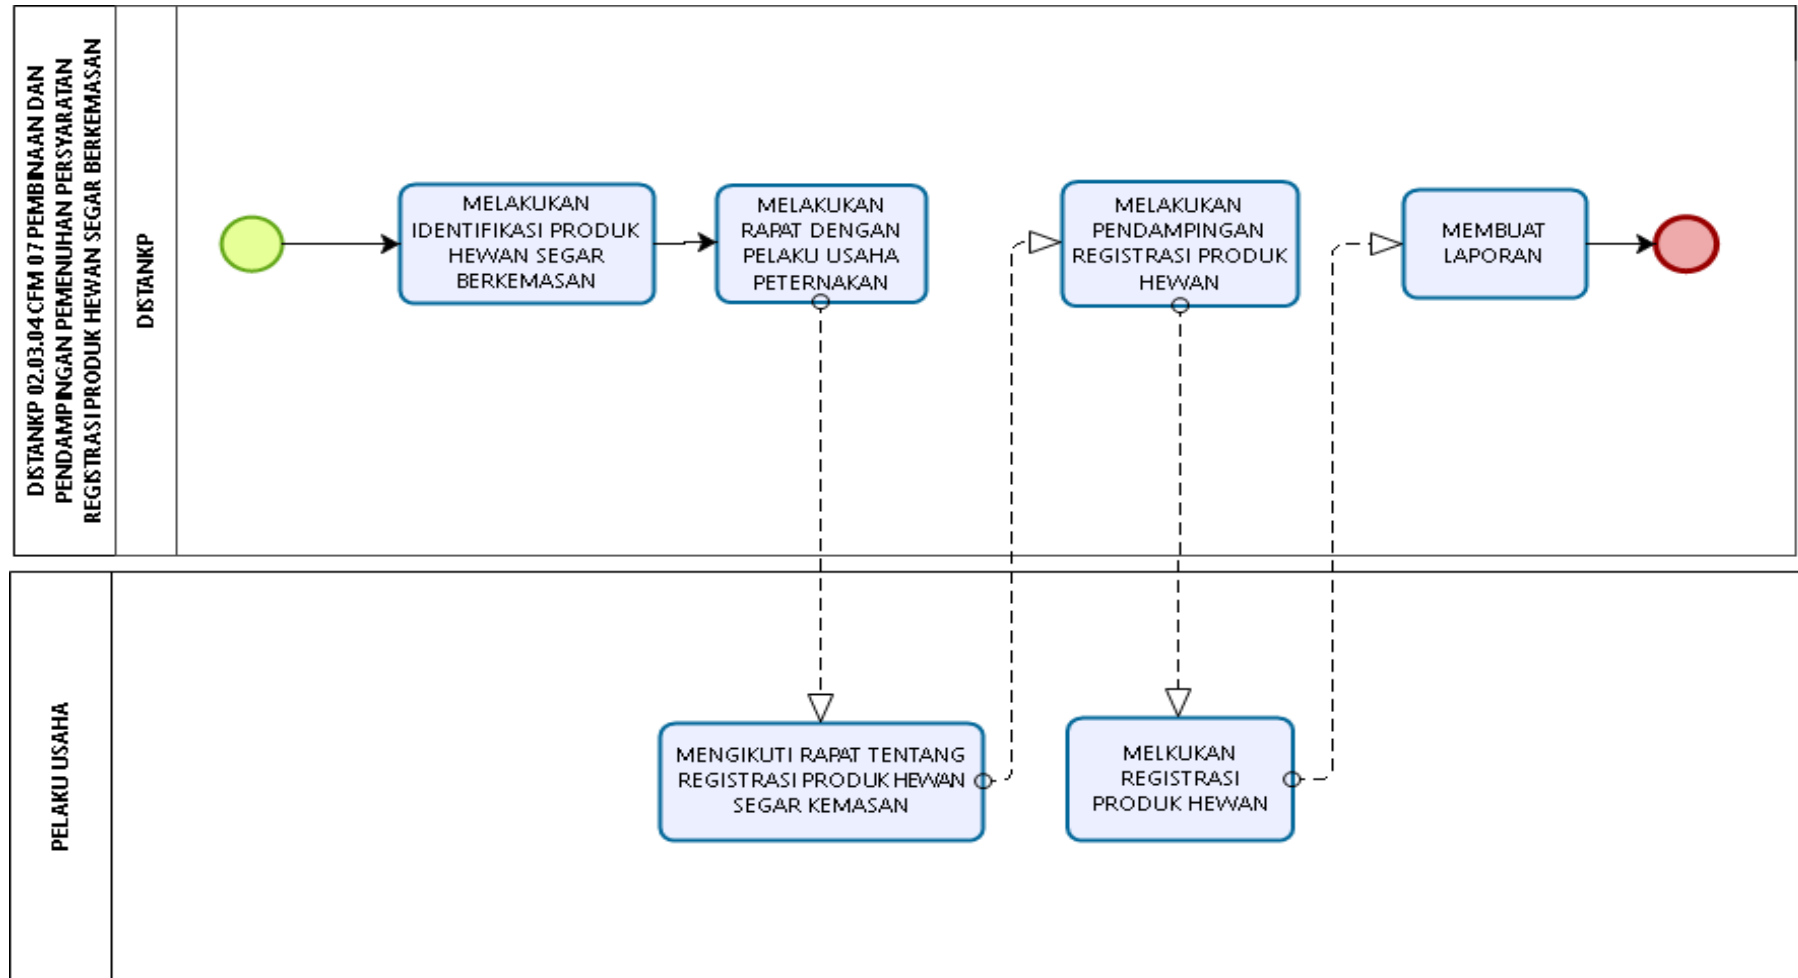 DISTANKP 02.03.04 CFM 07 PEMBINAAN DAN
PENDAMPINGAN PEMENUHAN PERSYARATAN
REGISTRASI PRODUK HEWAN SEGAR BERKEMASAN
DISTANKP
MELAKUKAN
IDENTIFIKASI PRODUK
HEWAN SEGAR
BERKEMASAN
MELAKUKAN
RAPAT DENGAN
PELAKU USAHA
PETERNAKAN
MELAKUKAN
PENDAMPINGAN
REGISTRASI PRODUK
HEWAN
MEMBUAT
LAPORAN
PELAKU USAHA
MENGIKUTI RAPAT TENTANG
REGISTRASI PRODUK HEWAN
SEGAR KEMASAN
MELKUKAN
REGISTRASI
PRODUK HEWAN